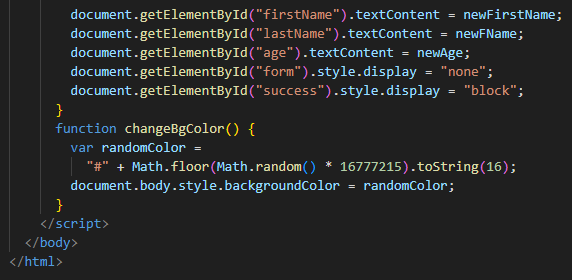 document.getElementById("firstName").textContent = newFirstName;
document.getElementById("lastName").textContent = newFName;
document.getElementById("age").textContent = newAge;
document.getElementById("form").style.display = "none";
document.getElementById("success").style.display = "block";
}
function changeBgColor() {
var randomColor =
"#" + Math.floor(Math.random() * 16777215).toString(16);
document.body.style.backgroundColor = randomColor;
}
</script>
</body>
</html>